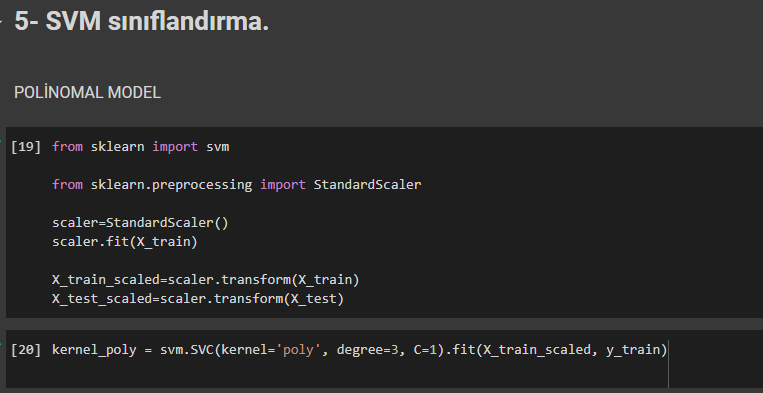 5- SVM sınıflandırma.
POLİNOMAL MODEL
[19] from sklearn import svm
from sklearn.preprocessing import StandardScaler
scaler=StandardScaler()
scaler.fit(X_train)
X_train_scaled=scaler.transform(X_train)
X_test_scaled=scaler.transform(X_test)
[20] kernel_poly = svm.SVC(kernel='poly', degree=3, C=1).fit(X_train_scaled, y_train)